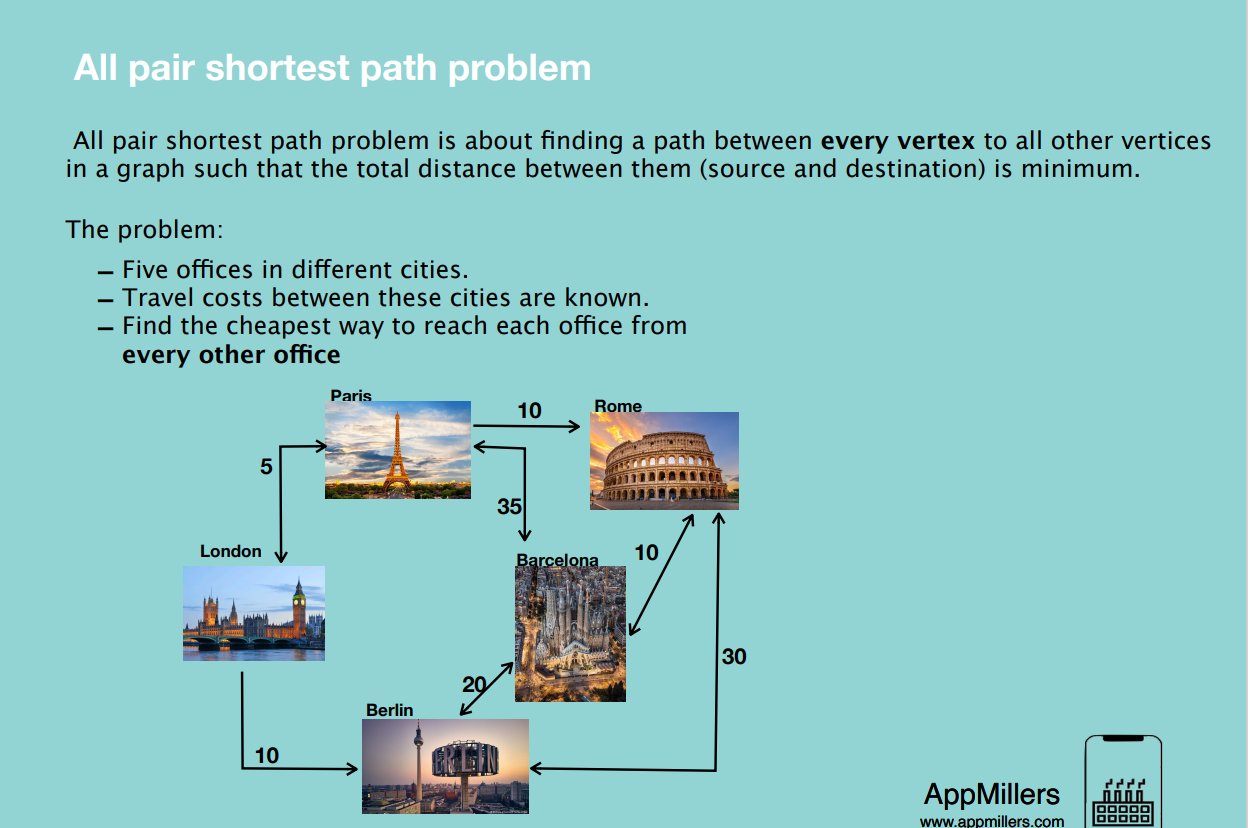 All pair shortest path problem
All pair shortest path problem is about finding a path between every vertex to all other vertices
in a graph such that the total distance between them (source and destination) is minimum.
The problem:
– Five offices in different cities.
– Travel costs between these cities are known.
– Find the cheapest way to reach each office from
every other office
Paris
10
Rome
5
35
London
Barcelona
10
30
20
Berlin
BERLIN
10
AppMillers
www.appmillers.com